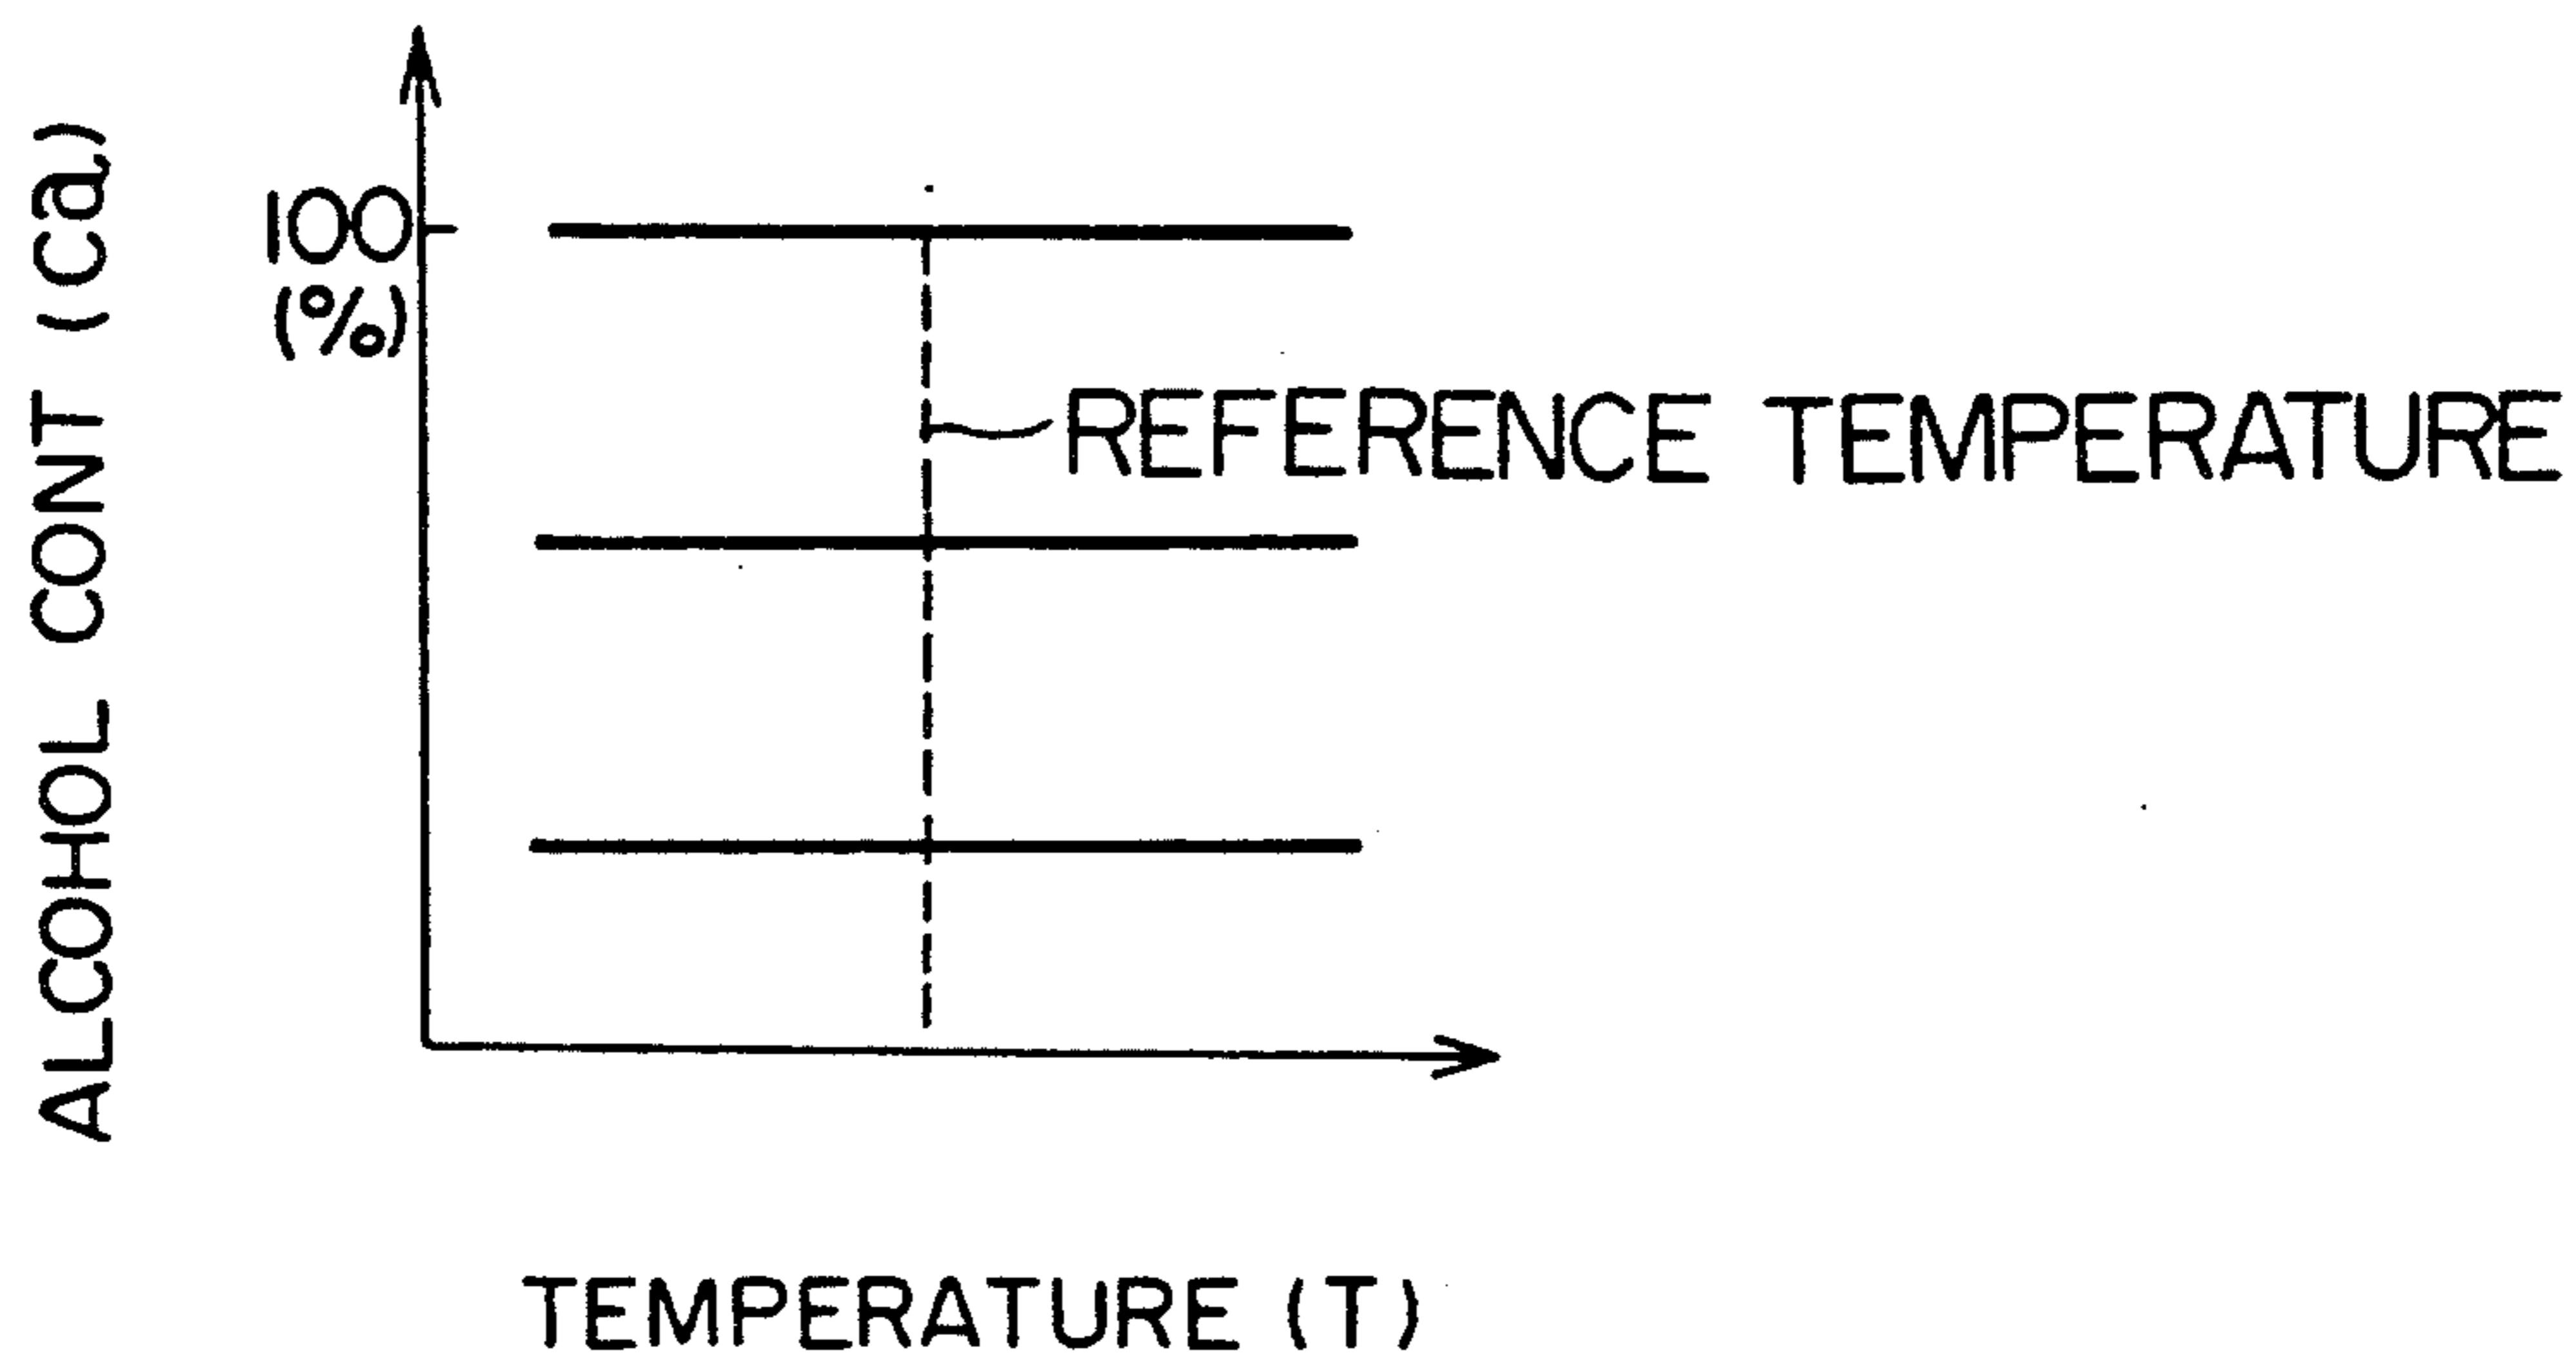 ALCOHOL CONT (Ca)
100
(%)
REFERENCE TEMPERATURE
TEMPERATURE (T)